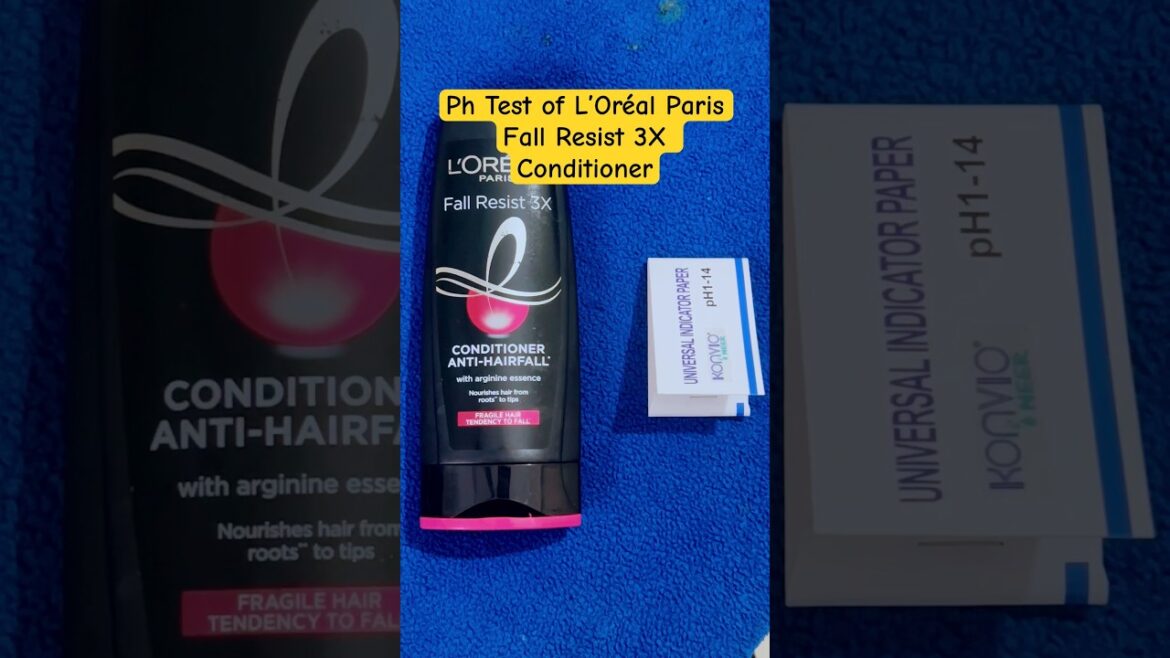 Ph Test of L'Oréal Paris
Fall Resist 3X
Conditioner
PARIS
Fall Resist 3X
CONDITIONER
ANTI-HAIRFALL*
with arginine essence
Nourishes hair from
roots** to tips
FRAGILE HAIR
TENDENCY TO FALL*
UNIVERSAL INDICATOR PAPER
pH1-14
KONVIO
NEER
CONDITION
ANTI-HAIRFA
with arginine esse
Nourishes hair from
roots** to tips
FRAGILE HAIR
TENDENCY TO FAL
UNIVERSAL INDICATOR PAPER
pH1-14
KONVIO
NEER